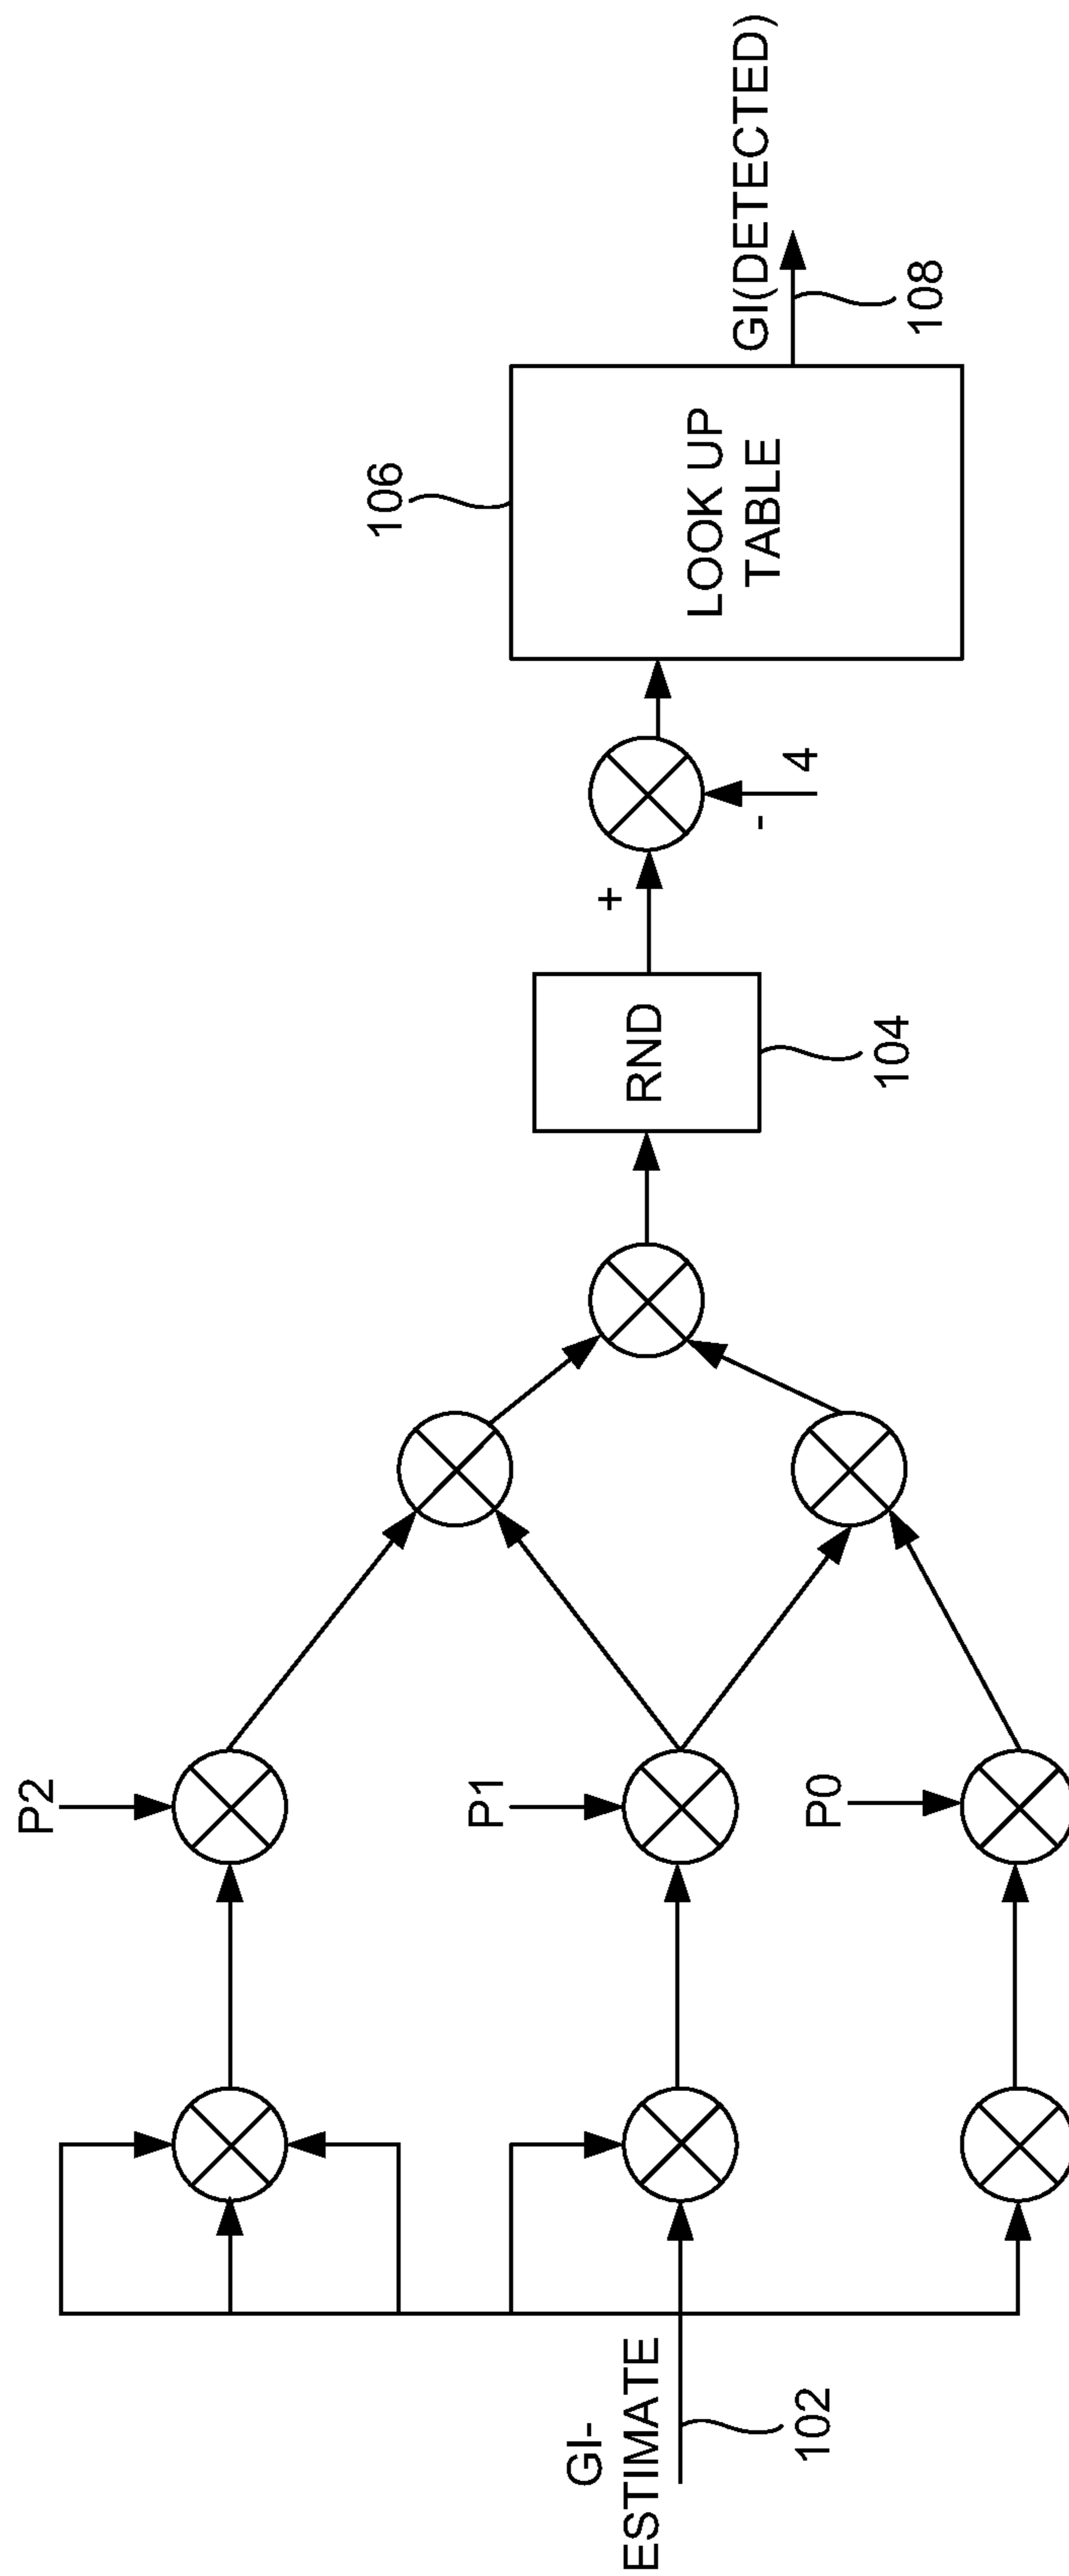 P2
P1
P0
GI-
ESTIMATE
102
RND
104
+
-
4
106
LOOK UP
TABLE
GI(DETECTED)
108